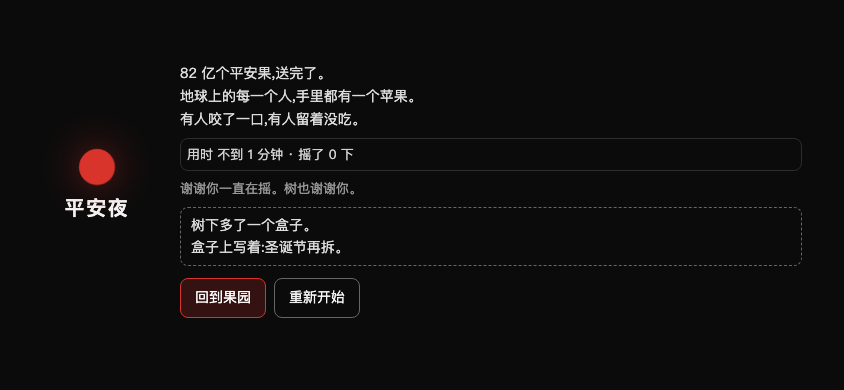 平安夜
82 亿个平安果,送完了。
地球上的每一个人,手里都有一个苹果。
有人咬了一口,有人留着没吃。
用时 不到 1 分钟 · 摇了 0 下
谢谢你一直在摇。树也谢谢你。
树下多了一个盒子。
盒子上写着:圣诞节再拆。
回到果园
重新开始